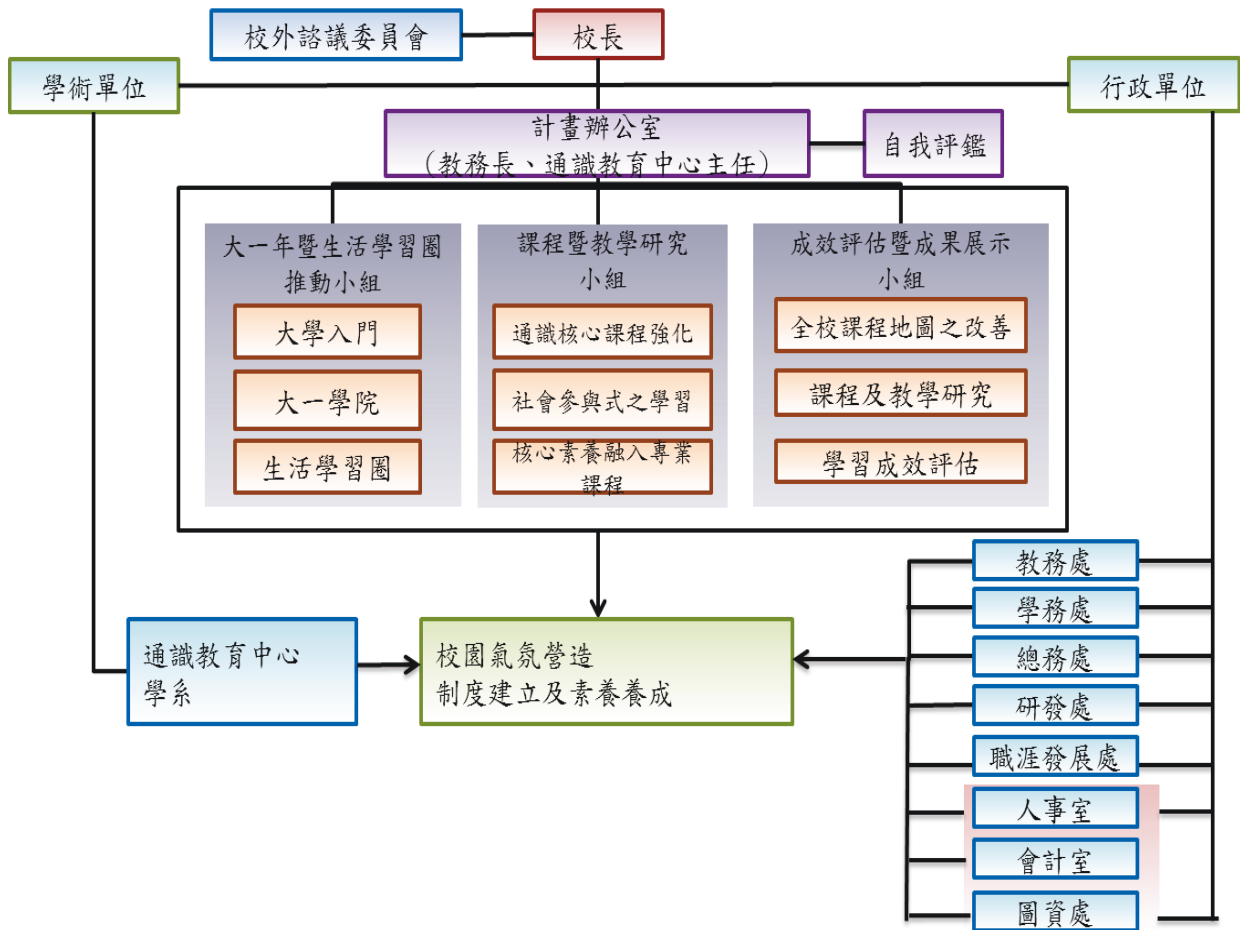 校外諮議委員會
校長
學術單位
行政單位
計畫辦公室
(教務長、通識教育中心主任)
自我評鑑
大一年暨生活學習圈
推動小組
大學入門
大一學院
生活學習圈
課程暨教學研究
小組
通識核心課程強化
社會參與式之學習
核心素養融入專業
課程
成效評估暨成果展示
小組
全校課程地圖之改善
課程及教學研究
學習成效評估
通識教育中心
學系
校園氣氛營造
制度建立及素養養成
教務處
學務處
總務處
研發處
職涯發展處
人事室
會計室
圖資處